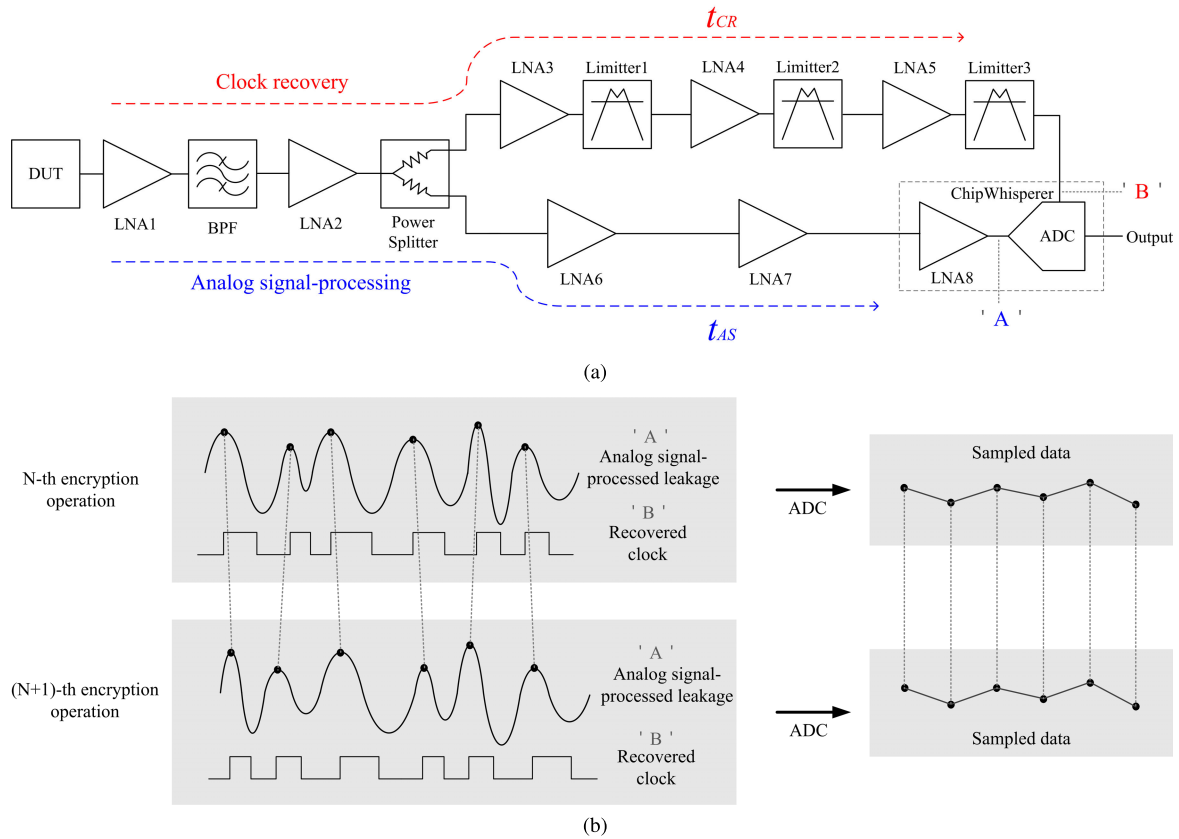 t_CR
Clock recovery
LNA3
Limitter1
LNA4
Limitter2
LNA5
Limitter3
DUT
LNA1
BPF
LNA2
Power
Splitter
ChipWhisperer
' B '
LNA6
LNA7
LNA8
ADC
Output
Analog signal-processing
t_AS
' A '
(a)
N-th encryption
operation
' A '
Analog signal-
processed leakage
' B '
Recovered
clock
ADC
Sampled data
(N+1)-th encryption
operation
' A '
Analog signal-
processed leakage
' B '
Recovered
clock
ADC
Sampled data
(b)